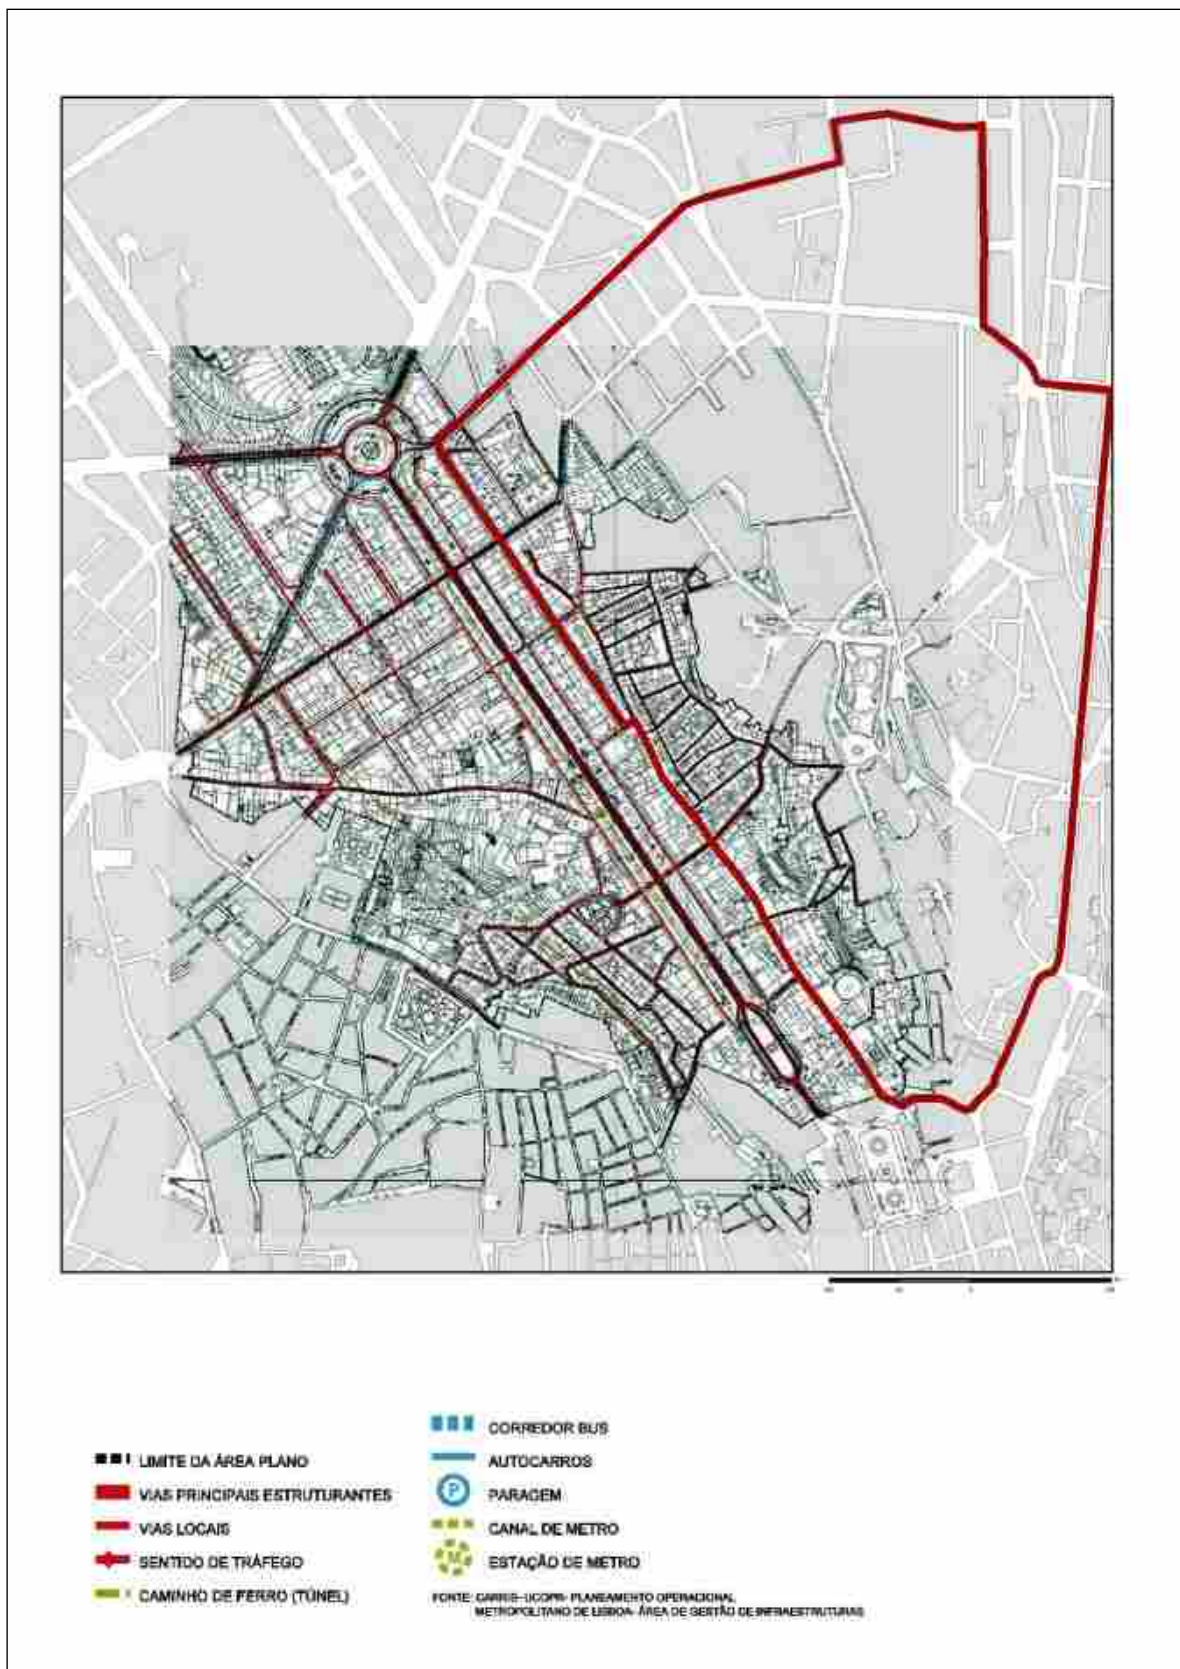 LIMITE DA ÁREA PLANO
VIAS PRINCIPAIS ESTRUTURANTES
VIAS LOCAIS
SENTIDO DE TRÁFEGO
CAMINHO DE FERRO (TÚNEL)
CORREDOR BUS
AUTOCARROS
P PARAGEM
CANAL DE METRO
M ESTAÇÃO DE METRO
FONTE: CARRIS- UCOPR- PLANEAMENTO OPERACIONAL
METROPOLITANO DE LISBOA- ÁREA DE GESTÃO DE INFRAESTRUTURAS